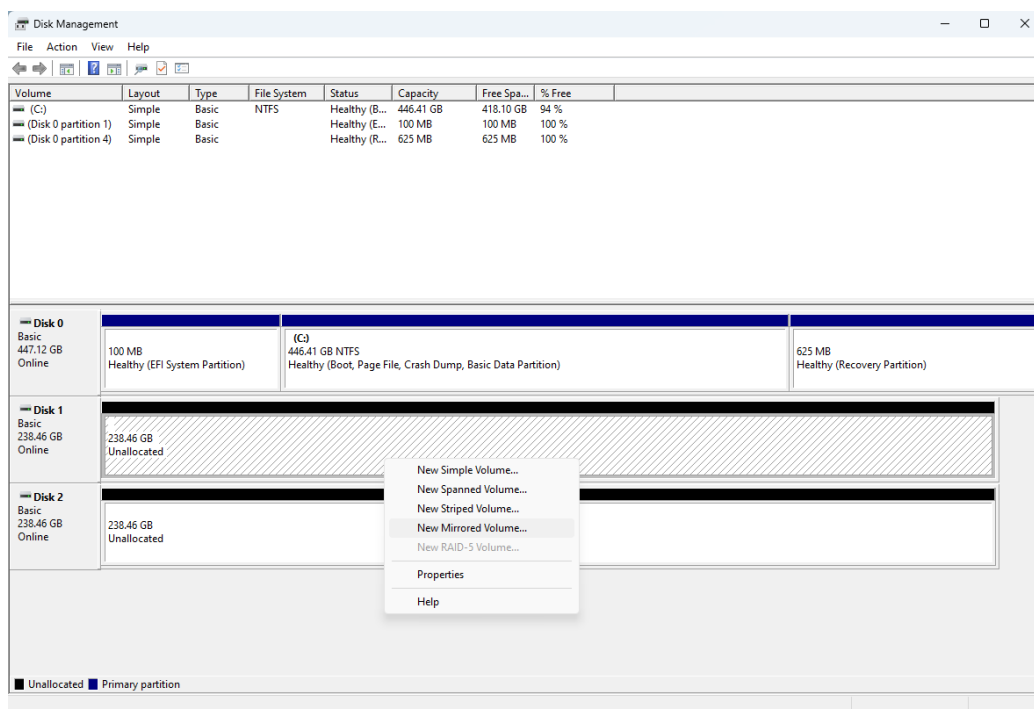 Disk Management
File Action View Help
Volume Layout Type File System Status Capacity Free Spa... % Free
(C:) Simple Basic NTFS Healthy (B... 446.41 GB 418.10 GB 94 %
(Disk 0 partition 1) Simple Basic Healthy (E... 100 MB 100 MB 100 %
(Disk 0 partition 4) Simple Basic Healthy (R... 625 MB 625 MB 100 %
Disk 0
Basic
447.12 GB
Online
100 MB
Healthy (EFI System Partition)
(C:)
446.41 GB NTFS
Healthy (Boot, Page File, Crash Dump, Basic Data Partition)
625 MB
Healthy (Recovery Partition)
Disk 1
Basic
238.46 GB
Online
238.46 GB
Unallocated
Disk 2
Basic
238.46 GB
Online
238.46 GB
Unallocated
New Simple Volume...
New Spanned Volume...
New Striped Volume...
New Mirrored Volume...
New RAID-5 Volume...
Properties
Help
Unallocated Primary partition